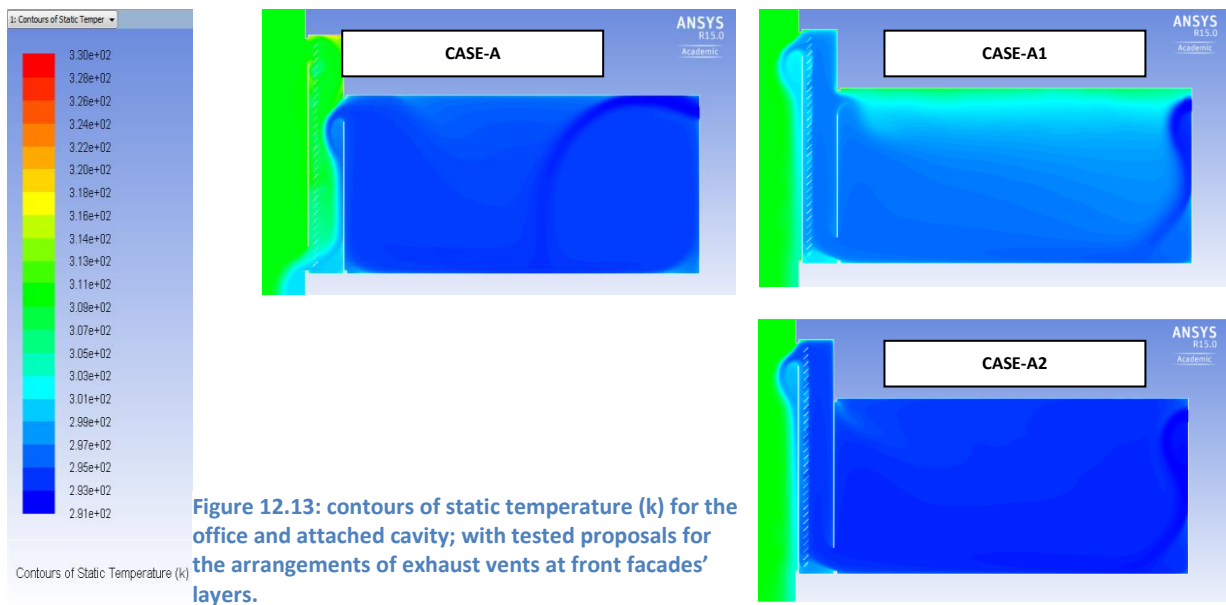 1: Contours of Static Temper
3.30e+02
3.28e+02
3.26e+02
3.24e+02
3.22e+02
3.20e+02
3.18e+02
3.16e+02
3.14e+02
3.13e+02
3.11e+02
3.09e+02
3.07e+02
3.05e+02
3.03e+02
3.01e+02
2.99e+02
2.97e+02
2.95e+02
2.93e+02
2.91e+02
Contours of Static Temperature (k)
ANSYS
R15.0
Academic
CASE-A
ANSYS
R15.0
Academic
CASE-A1
ANSYS
R15.0
Academic
CASE-A2
Figure 12.13: contours of static temperature (k) for the
office and attached cavity; with tested proposals for
the arrangements of exhaust vents at front facades’
layers.